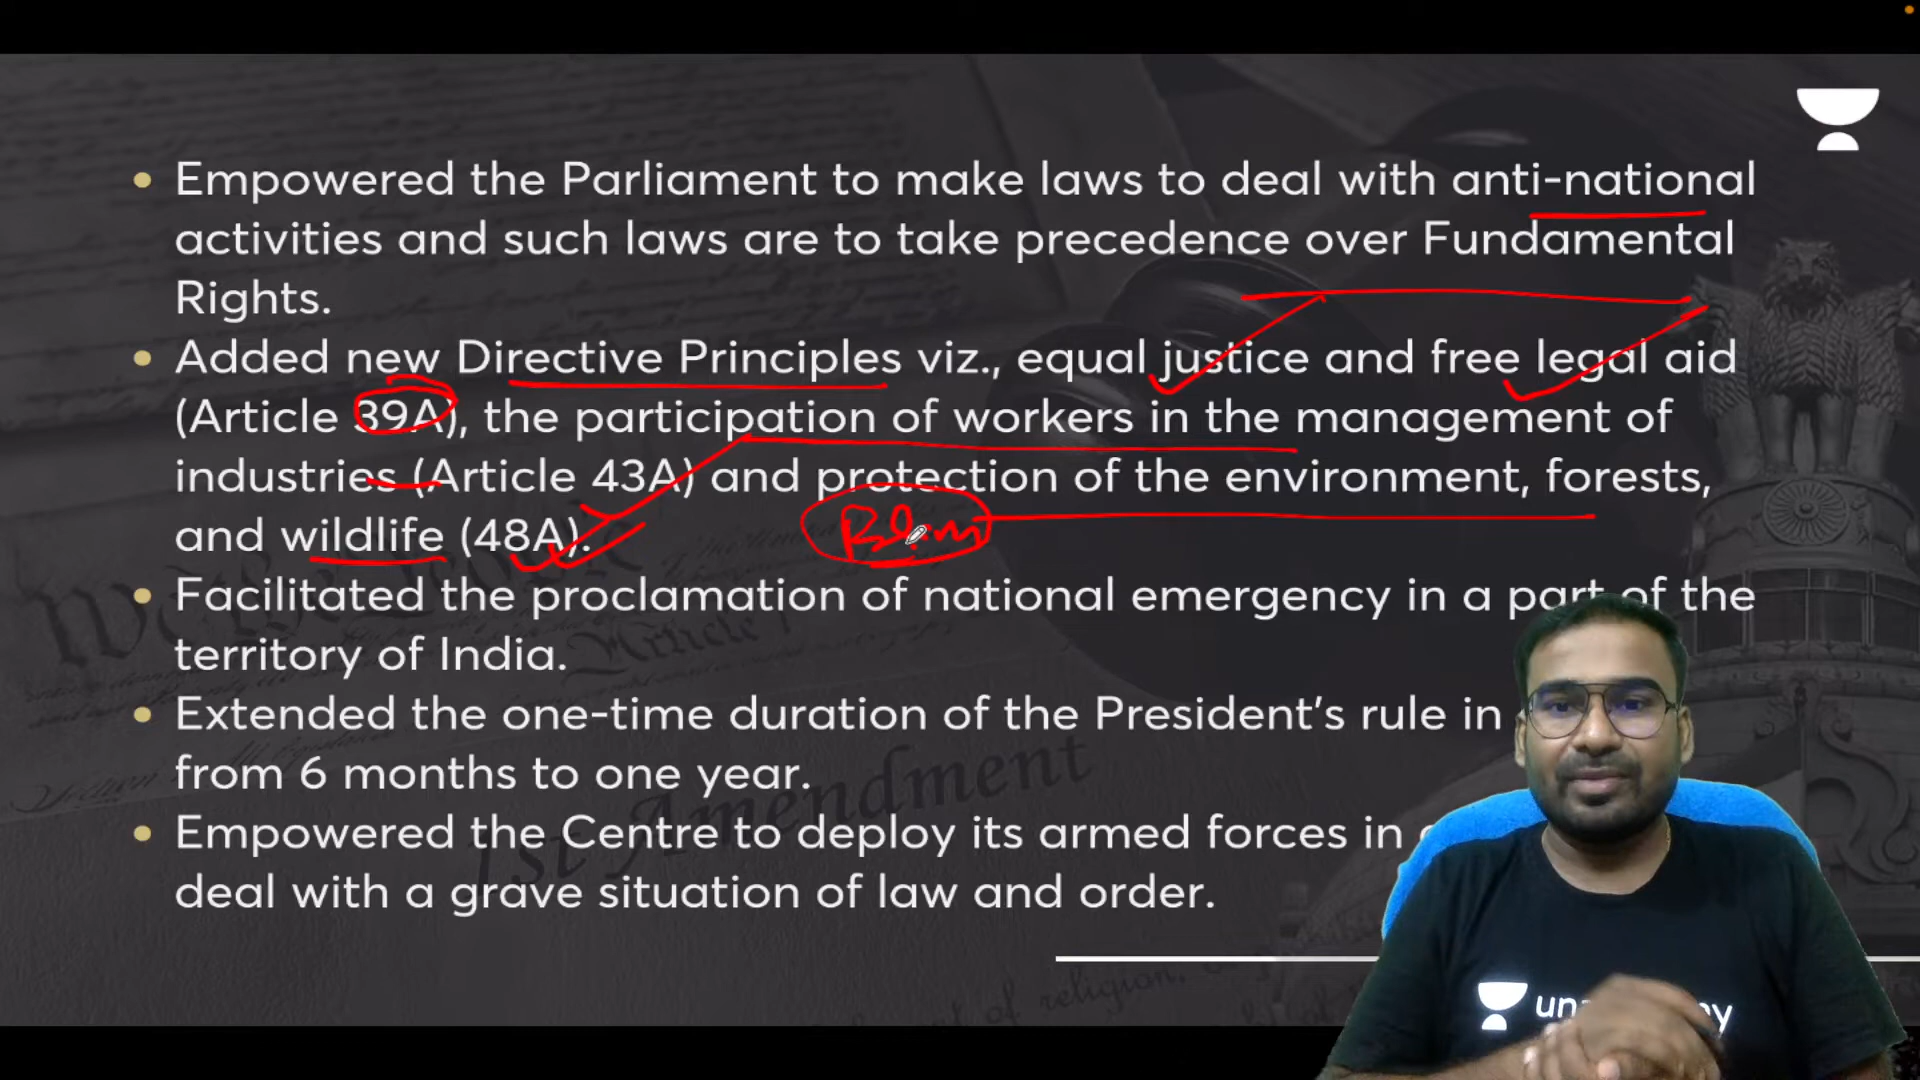 • Empowered the Parliament to make laws to deal with anti-national
activities and such laws are to take precedence over Fundamental
Rights.
• Added new Directive Principles viz., equal justice and free legal aid
(Article 39A), the participation of workers in the management of
industries (Article 43A) and protection of the environment, forests,
and wildlife (48A).
• Facilitated the proclamation of national emergency in a part of the
territory of India.
• Extended the one-time duration of the President's rule in
from 6 months to one year.
• Empowered the Centre to deploy its armed forces in
deal with a grave situation of law and order.
1st Amendment